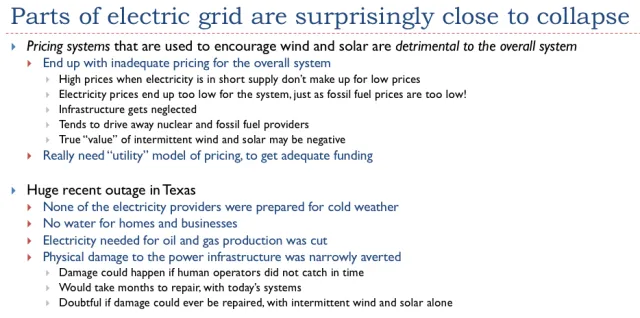 Parts of electric grid are surprisingly close to collapse
Pricing systems that are used to encourage wind and solar are detrimental to the overall system
End up with inadequate pricing for the overall system
High prices when electricity is in short supply don't make up for low prices
Electricity prices end up too low for the system, just as fossil fuel prices are too low!
Infrastructure gets neglected
Tends to drive away nuclear and fossil fuel providers
True "value" of intermittent wind and solar may be negative
Really need "utility" model of pricing, to get adequate funding
Huge recent outage in Texas
None of the electricity providers were prepared for cold weather
No water for homes and businesses
Electricity needed for oil and gas production was cut
Physical damage to the power infrastructure was narrowly averted
Damage could happen if human operators did not catch in time
Would take months to repair, with today's systems
Doubtful if damage could ever be repaired, with intermittent wind and solar alone